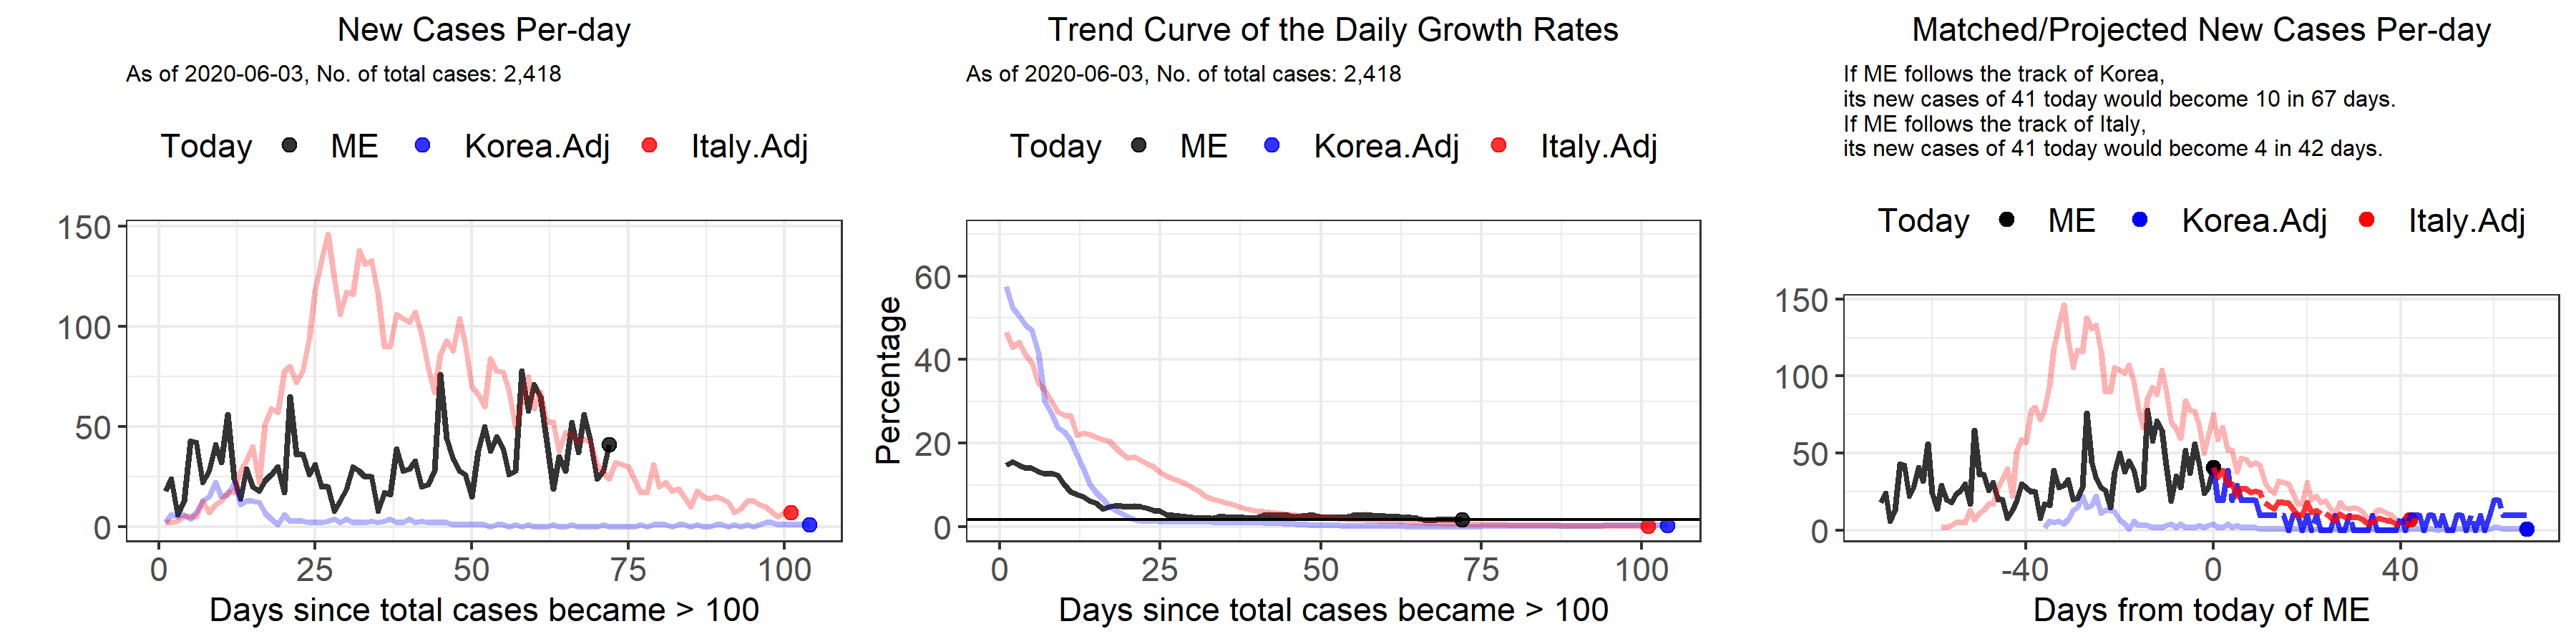 New Cases Per-day
As of 2020-06-03, No. of total cases: 2,418
Today ME Korea.Adj Italy.Adj
150
100
50
0
0 25 50 75 100
Days since total cases became > 100
Trend Curve of the Daily Growth Rates
As of 2020-06-03, No. of total cases: 2,418
Today ME Korea.Adj Italy.Adj
Percentage
60
40
20
0
0 25 50 75 100
Days since total cases became > 100
Matched/Projected New Cases Per-day
If ME follows the track of Korea,
its new cases of 41 today would become 10 in 67 days.
If ME follows the track of Italy,
its new cases of 41 today would become 4 in 42 days.
Today ME Korea.Adj Italy.Adj
150
100
50
0
-40 0 40
Days from today of ME